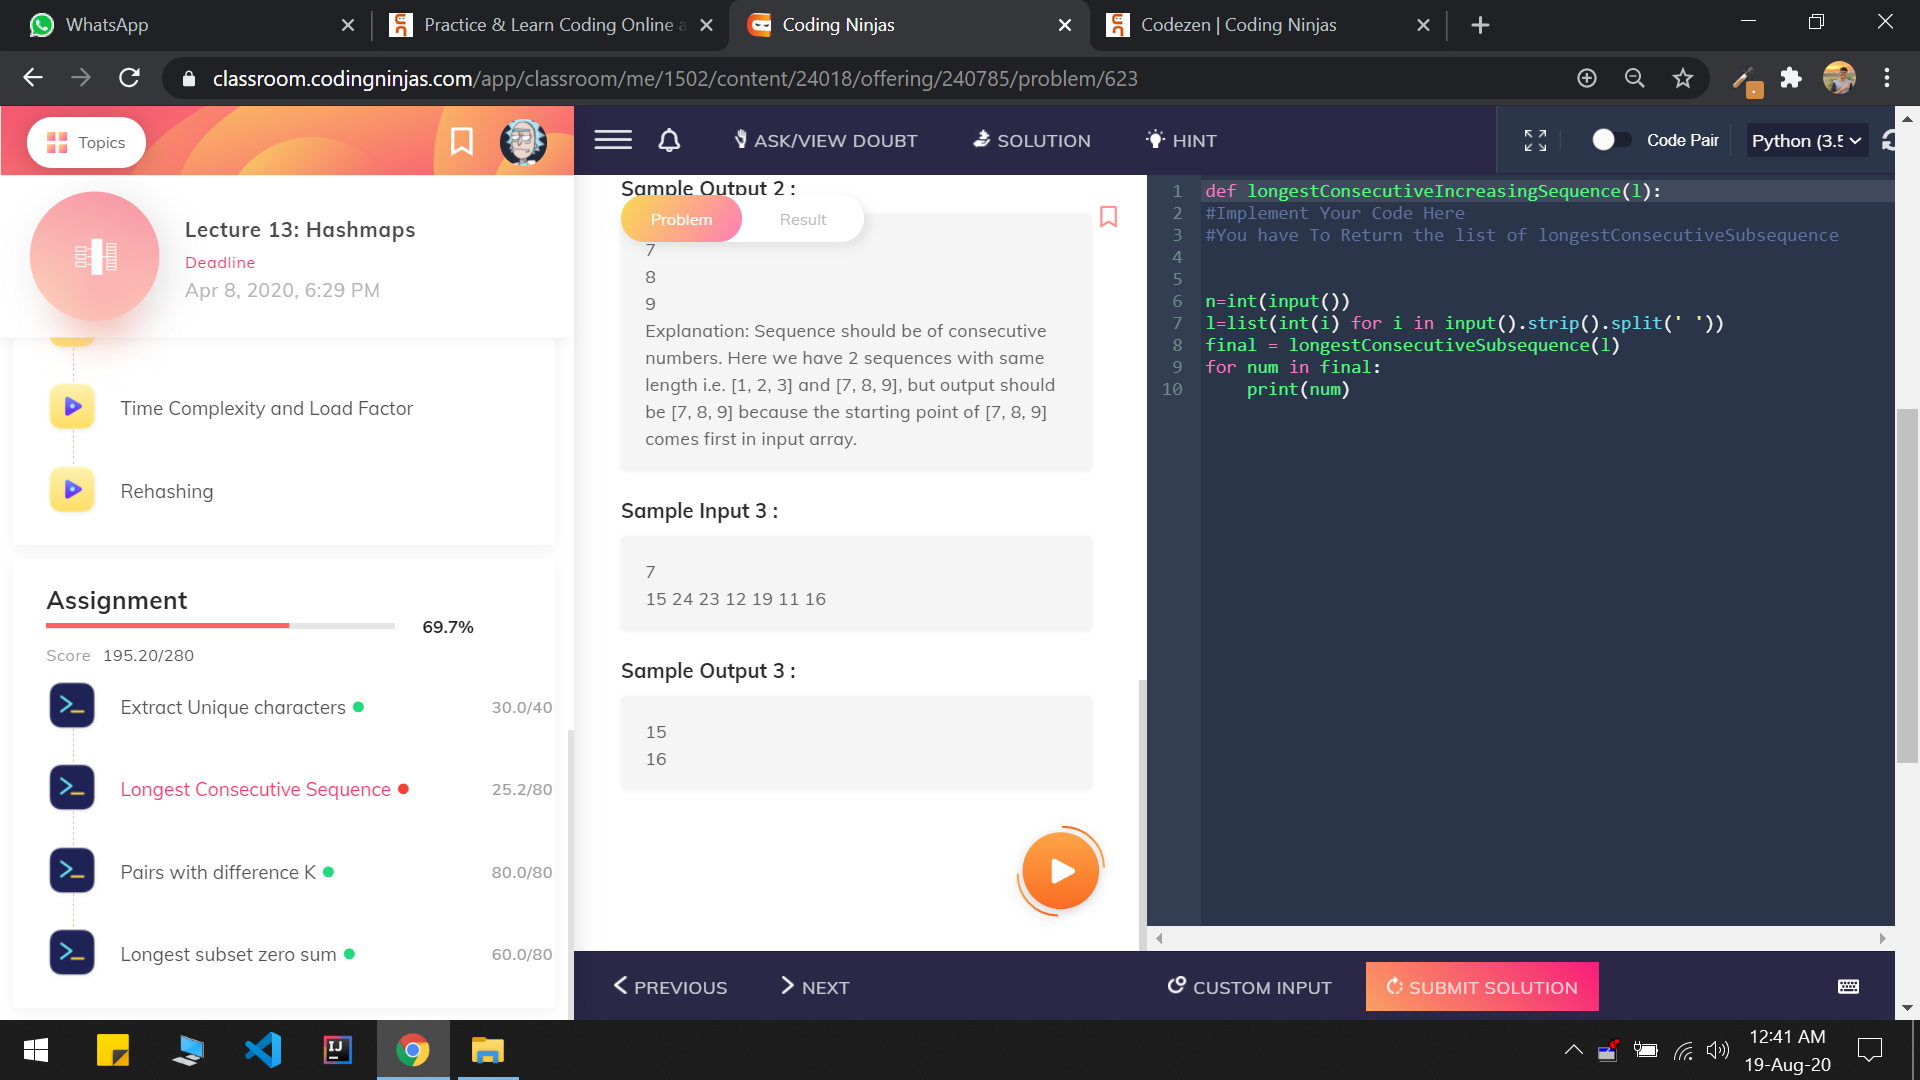 WhatsApp
Practice & Learn Coding Online a
Coding Ninjas
Codezen | Coding Ninjas
classroom.codingninjas.com/app/classroom/me/1502/content/24018/offering/240785/problem/623
Topics
ASK/VIEW DOUBT
SOLUTION
HINT
Code Pair
Python (3.5
Lecture 13: Hashmaps
Deadline
Apr 8, 2020, 6:29 PM
Time Complexity and Load Factor
Rehashing
Assignment
69.7%
Score 195.20/280
Extract Unique characters 30.0/40
Longest Consecutive Sequence 25.2/80
Pairs with difference K 80.0/80
Longest subset zero sum 60.0/80
Sample Output 2 :
Problem
Result
7
8
9
Explanation: Sequence should be of consecutive
numbers. Here we have 2 sequences with same
length i.e. [1, 2, 3] and [7, 8, 9], but output should
be [7, 8, 9] because the starting point of [7, 8, 9]
comes first in input array.
Sample Input 3 :
7
15 24 23 12 19 11 16
Sample Output 3 :
15
16
1 def longestConsecutiveIncreasingSequence(l):
2 #Implement Your Code Here
3 #You have To Return the list of longestConsecutiveSubsequence
4
5
6 n=int(input())
7 l=list(int(i) for i in input().strip().split(' '))
8 final = longestConsecutiveSubsequence(l)
9 for num in final:
10 print(num)
PREVIOUS
NEXT
CUSTOM INPUT
SUBMIT SOLUTION
IJ
12:41 AM
19-Aug-20